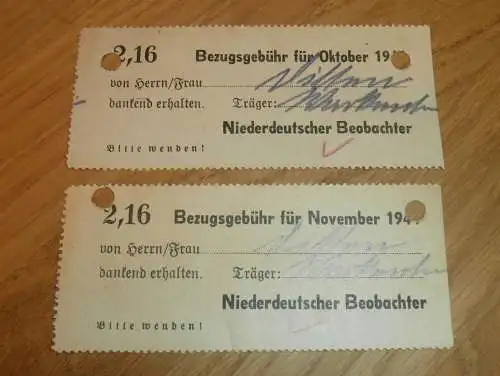 2,16 Bezugsgebühr für Oktober 19
von Herrn/Frau
dankend erhalten. Träger:
Niederdeutscher Beobachter
Bitte wenden!
2,16 Bezugsgebühr für November 194
von Herrn/Frau
dankend erhalten. Träger:
Niederdeutscher Beobachter
Bitte wenden!